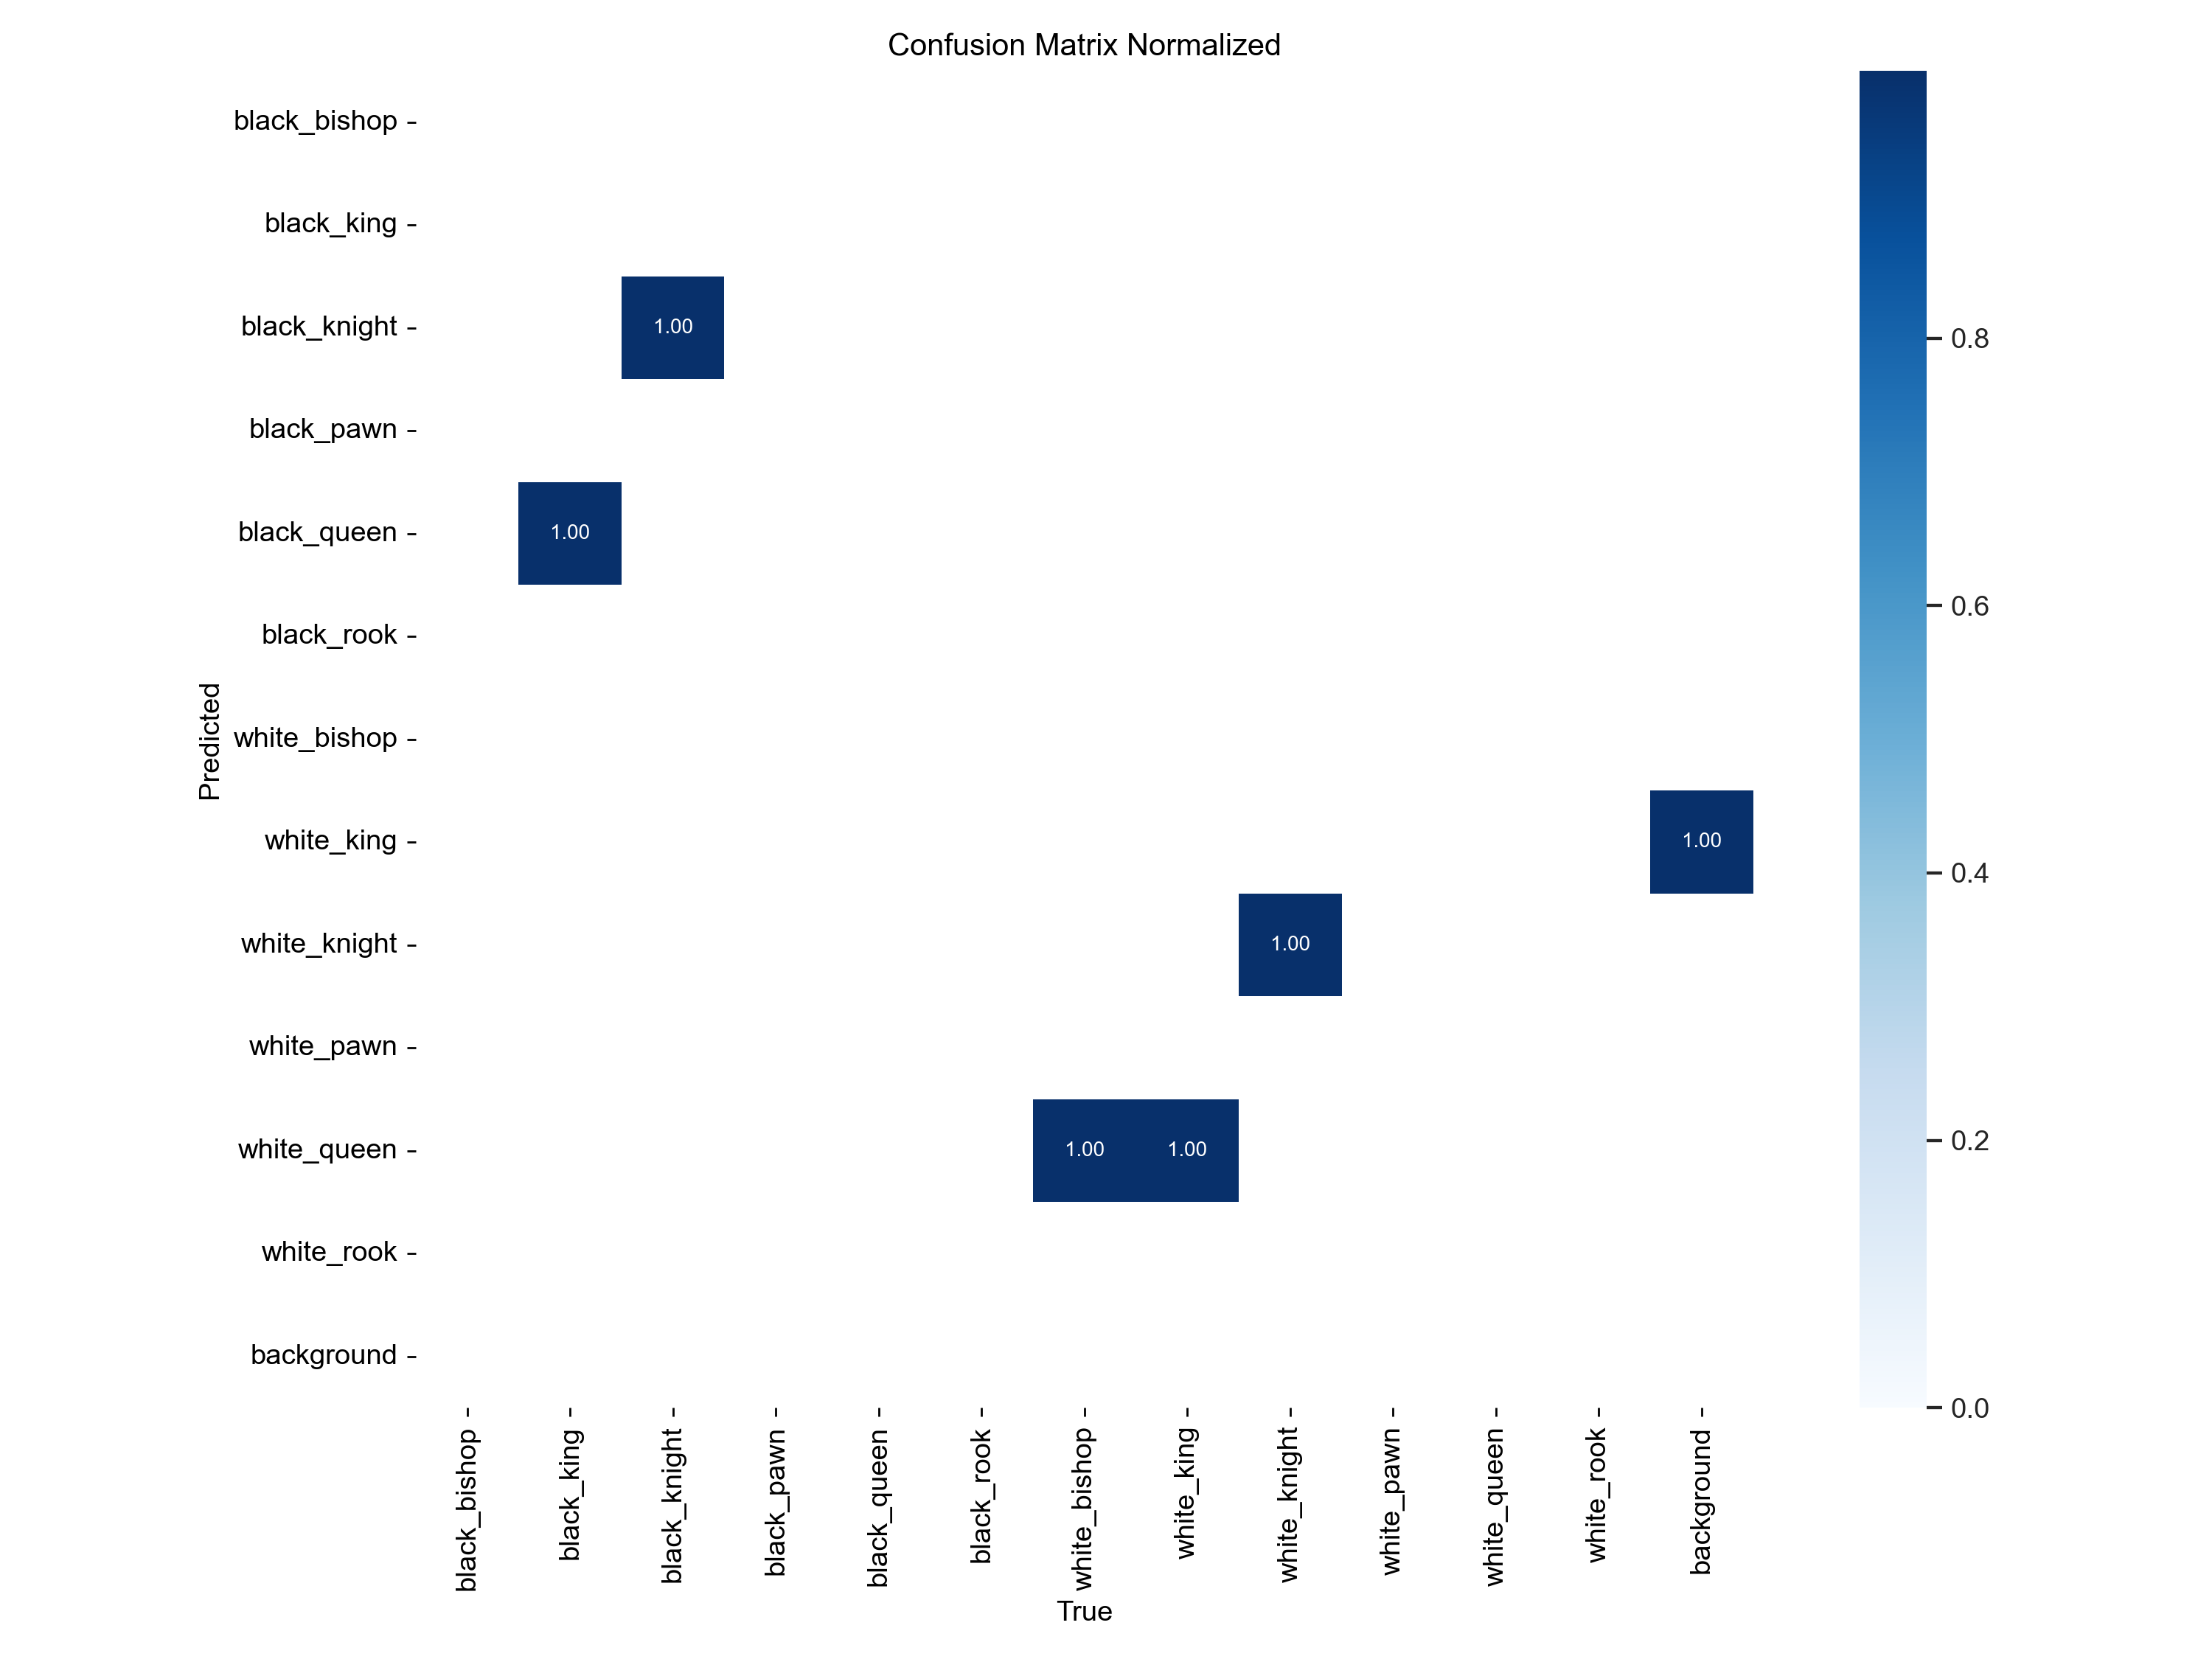 Confusion Matrix Normalized
black_bishop
black_king
black_knight
1.00
black_pawn
black_queen
1.00
black_rook
white_bishop
white_king
1.00
white_knight
1.00
white_pawn
white_queen
1.00 1.00
white_rook
background
Predicted
black_bishop
black_king
black_knight
black_pawn
black_queen
black_rook
white_bishop
white_king
white_knight
white_pawn
white_queen
white_rook
background
True
0.8
0.6
0.4
0.2
0.0